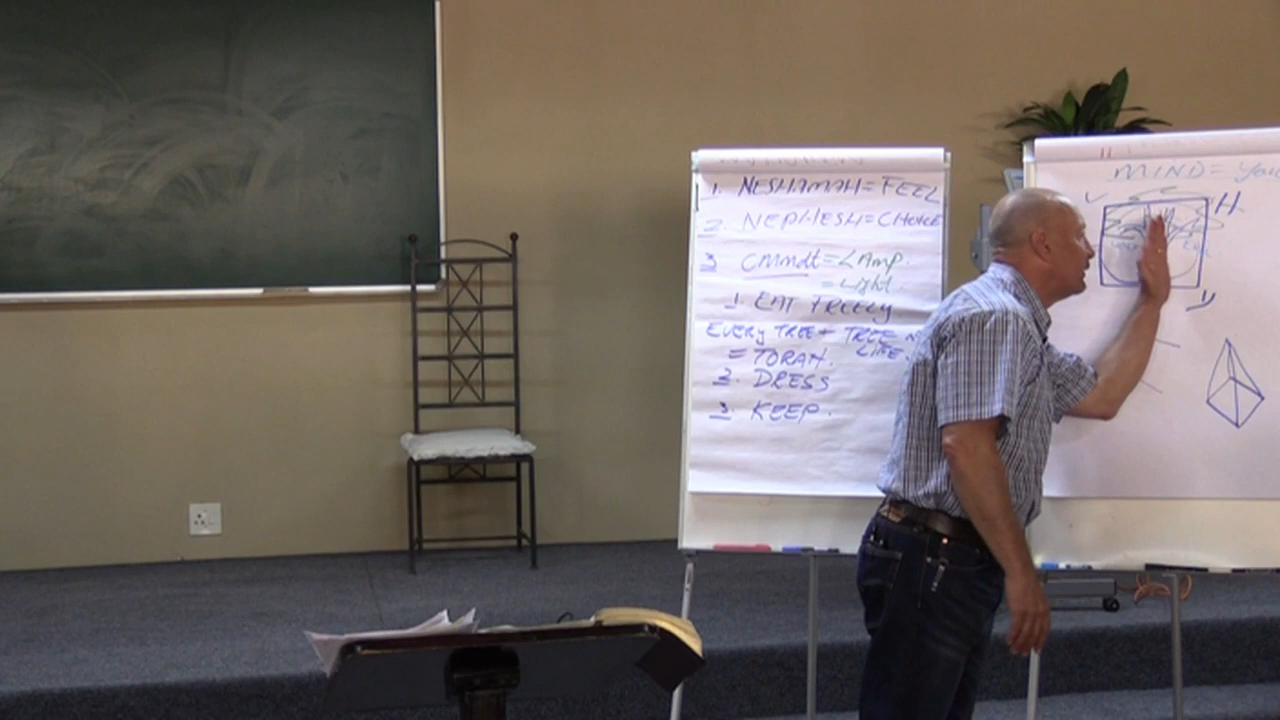 1. NESHAMAH = FEEL
2. NEPHESH = CHOICE
3 CMMdt = LAmp.
= Light.
1. EAT FREELY
EVERY TREE + TREE
= TORAH. LIFE.
2. DRESS
3. KEEP.
MIND = You
H